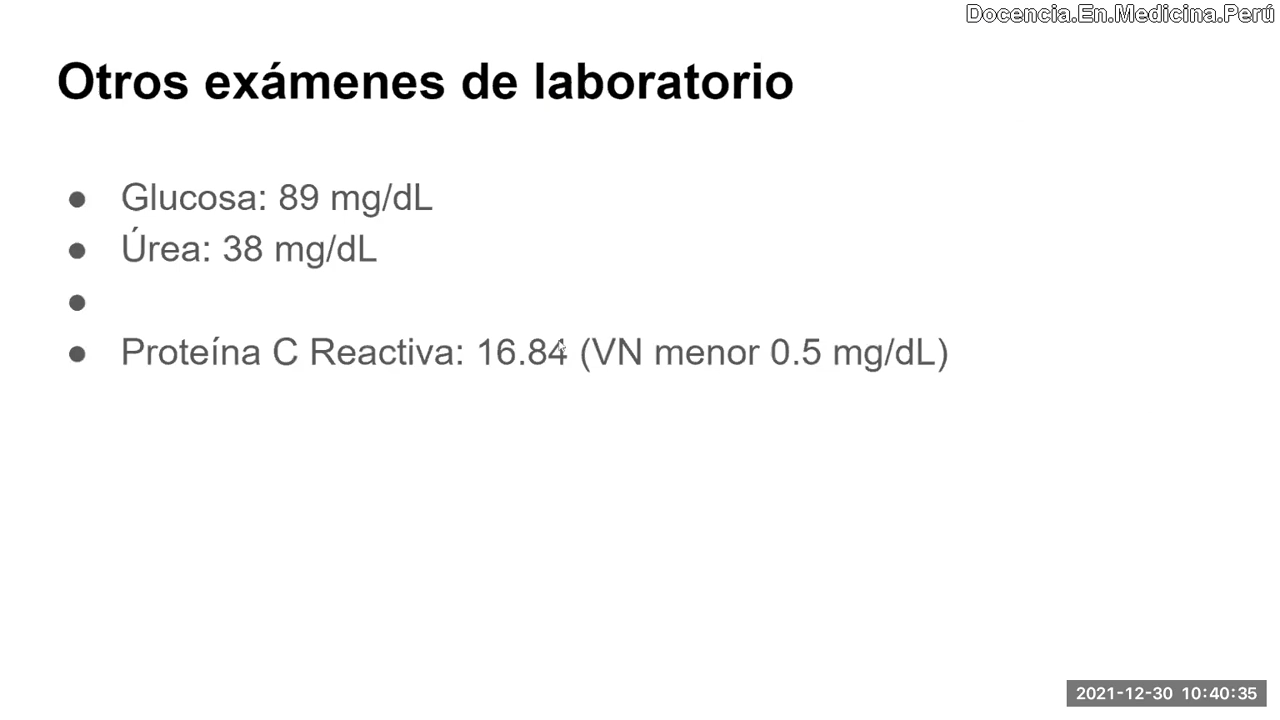 Docencia.En.Medicina.Perú
Otros exámenes de laboratorio
● Glucosa: 89 mg/dL
● Úrea: 38 mg/dL
●
● Proteína C Reactiva: 16.84 (VN menor 0.5 mg/dL)
2021-12-30 10:40:35